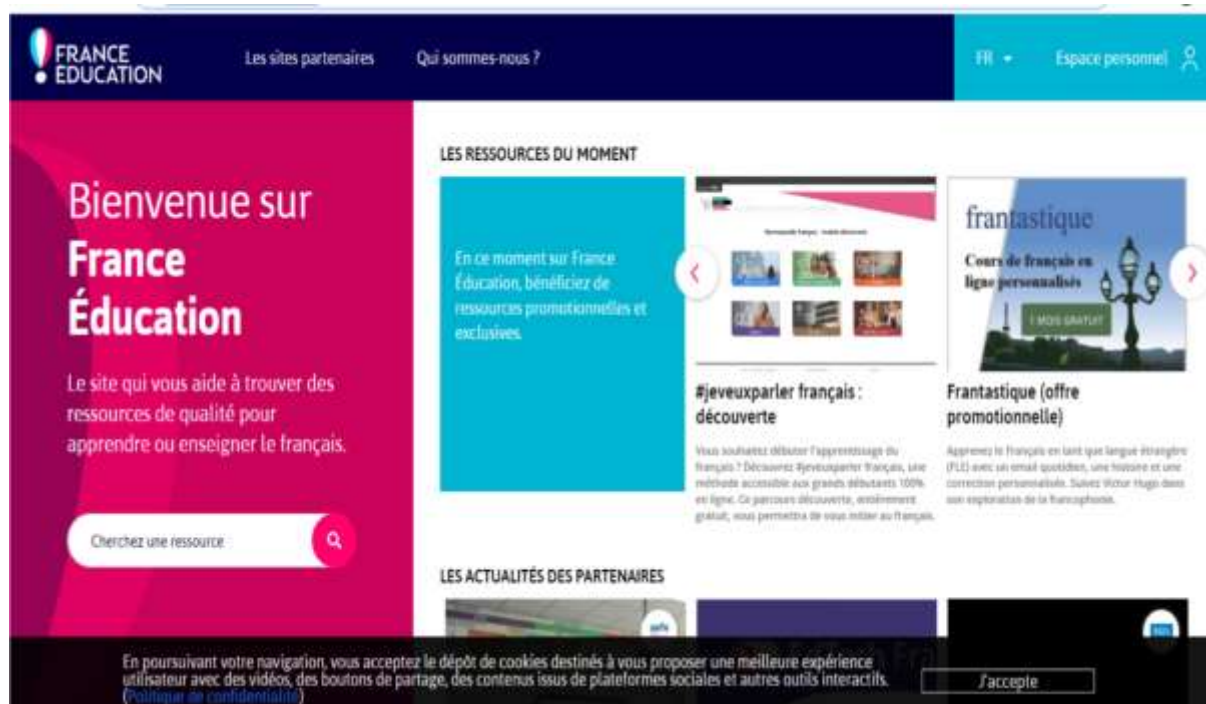 FRANCE
EDUCATION
Les sites partenaires
Qui sommes-nous ?
FR
Espace personnel
Bienvenue sur
France
Éducation
Le site qui vous aide à trouver des
ressources de qualité pour
apprendre ou enseigner le français.
Cherchez une ressource
LES RESSOURCES DU MOMENT
En ce moment sur France
Éducation, bénéficiez de
ressources promotionnelles et
exclusives.
#jeveuxparler français :
découverte
Vous souhaitez débuter l'apprentissage du
français ? Découvrez #jeveuxparler français, une
méthode accessible aux grands débutants 100%
en ligne. Ce parcours découverte, entièrement
gratuit, vous permettra de vous initier au français.
frantastique
Cours de français en
ligne personnalisés
1 MOIS GRATUIT
Frantastique (offre
promotionnelle)
Apprenez le français en tant que langue étrangère
(FLE) avec un email quotidien, une histoire et une
correction personnalisée. Suivez Victor Hugo dans
son exploration de la francophonie.
LES ACTUALITÉS DES PARTENAIRES
En poursuivant votre navigation, vous acceptez le dépôt de cookies destinés à vous proposer une meilleure expérience
utilisateur avec des vidéos, des boutons de partage, des contenus issus de plateformes sociales et autres outils interactifs.
(Politique de confidentialité)
J'accepte